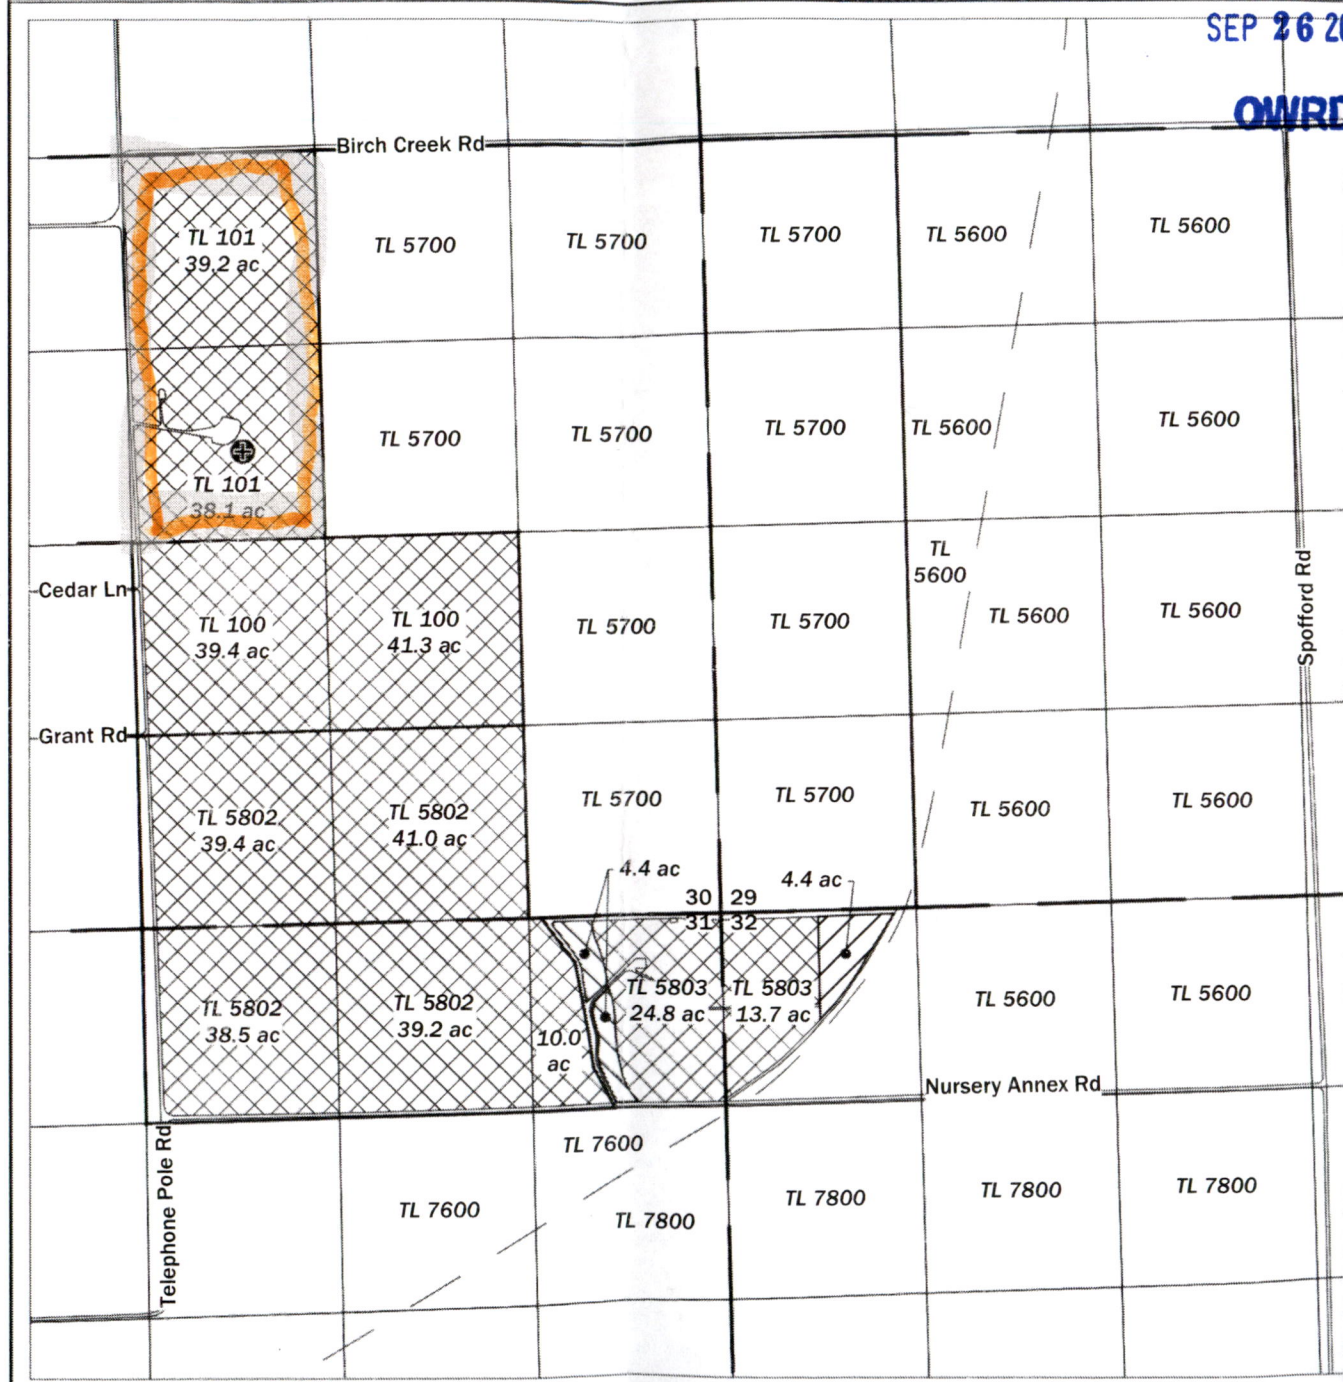 SEP 26 20
OWRD
Birch Creek Rd
TL 101
39.2 ac
TL 5700
TL 5700
TL 5700
TL 5600
TL 5600
TL 101
38.1 ac
TL 5700
TL 5700
TL 5700
TL 5600
TL 5600
Cedar Ln
TL 100
39.4 ac
TL 100
41.3 ac
TL 5700
TL 5700
TL
5600
TL 5600
TL 5600
Spofford Rd
Grant Rd
TL 5802
39.4 ac
TL 5802
41.0 ac
TL 5700
TL 5700
TL 5600
TL 5600
4.4 ac
4.4 ac
30 29
31 32
TL 5802
38.5 ac
TL 5802
39.2 ac
10.0
ac
TL 5803
24.8 ac
TL 5803
13.7 ac
TL 5600
TL 5600
Nursery Annex Rd
Telephone Pole Rd
TL 7600
TL 7600
TL 7800
TL 7800
TL 7800
TL 7800